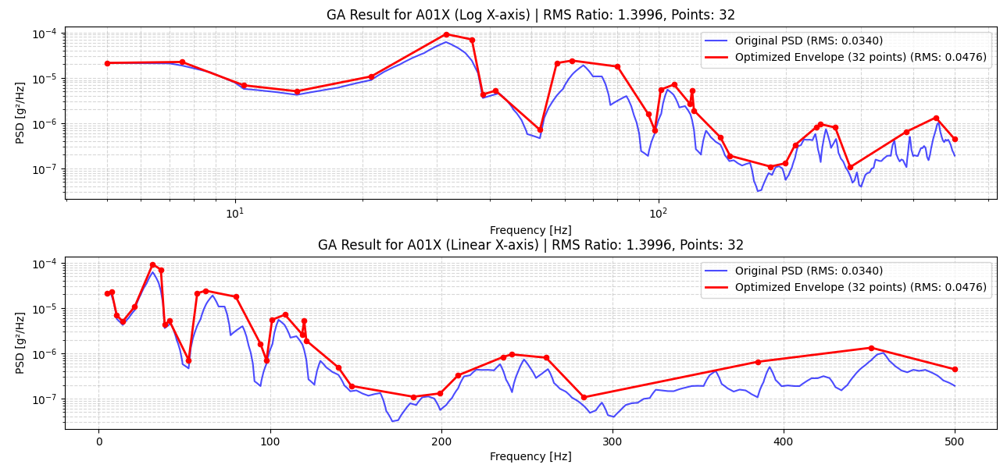 GA Result for A01X (Log X-axis) | RMS Ratio: 1.3996, Points: 32
PSD [g²/Hz]
10⁻⁴
10⁻⁵
10⁻⁶
10⁻⁷
Original PSD (RMS: 0.0340)
Optimized Envelope (32 points) (RMS: 0.0476)
10¹ 10²
Frequency [Hz]
GA Result for A01X (Linear X-axis) | RMS Ratio: 1.3996, Points: 32
PSD [g²/Hz]
10⁻⁴
10⁻⁵
10⁻⁶
10⁻⁷
Original PSD (RMS: 0.0340)
Optimized Envelope (32 points) (RMS: 0.0476)
0 100 200 300 400 500
Frequency [Hz]